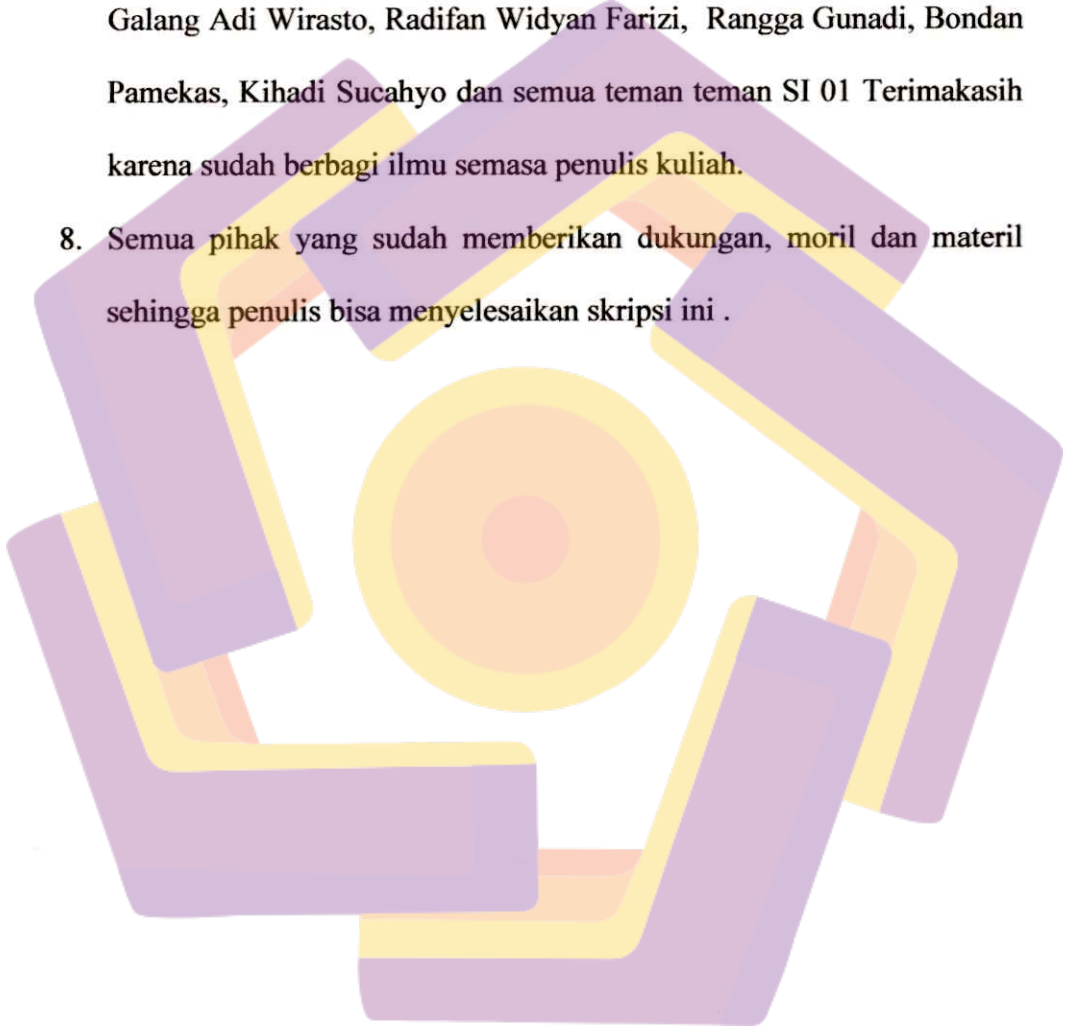 Galang Adi Wirasto, Radifan Widyan Farizi, Rangga Gunadi, Bondan
Pamekas, Kihadi Sucahyo dan semua teman teman SI 01 Terimakasih
karena sudah berbagi ilmu semasa penulis kuliah.
8. Semua pihak yang sudah memberikan dukungan, moril dan materil
sehingga penulis bisa menyelesaikan skripsi ini .